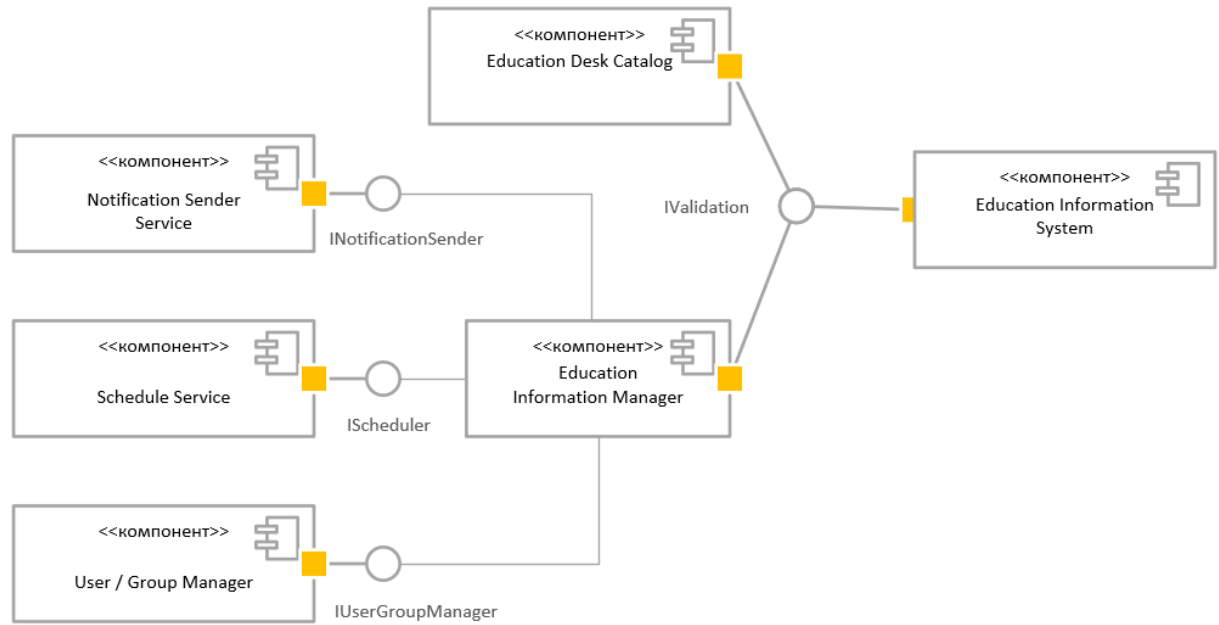 <<компонент>>
Education Desk Catalog
<<компонент>>
Notification Sender
Service
INotificationSender
IValidation
<<компонент>>
Education Information
System
<<компонент>>
Schedule Service
IScheduler
<<компонент>>
Education
Information Manager
<<компонент>>
User / Group Manager
IUserGroupManager